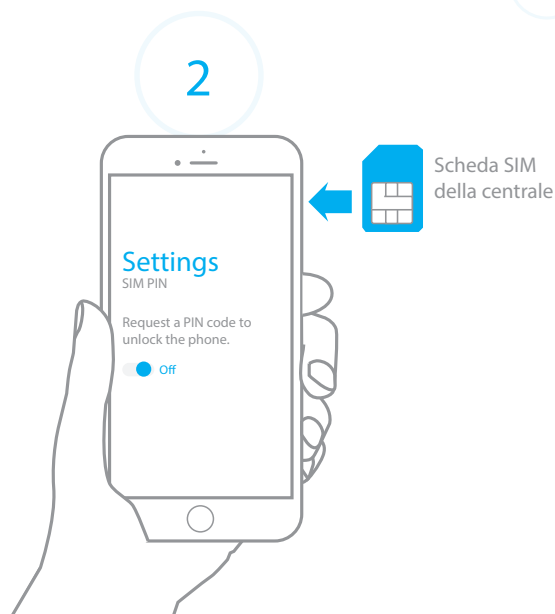 2
Scheda SIM
della centrale
Settings
SIM PIN
Request a PIN code to
unlock the phone.
Off